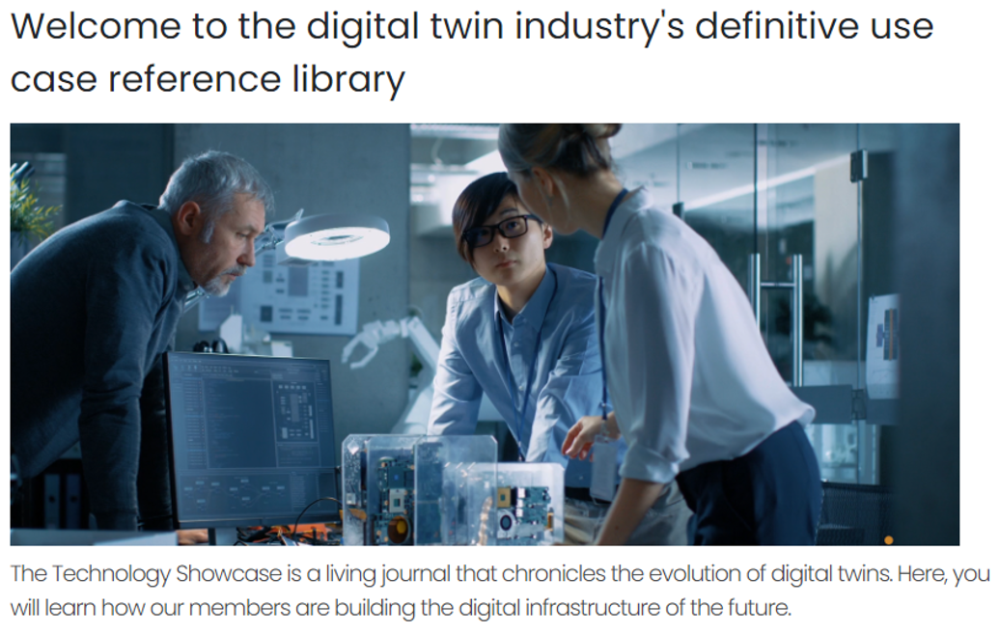 Welcome to the digital twin industry's definitive use
case reference library
The Technology Showcase is a living journal that chronicles the evolution of digital twins. Here, you
will learn how our members are building the digital infrastructure of the future.